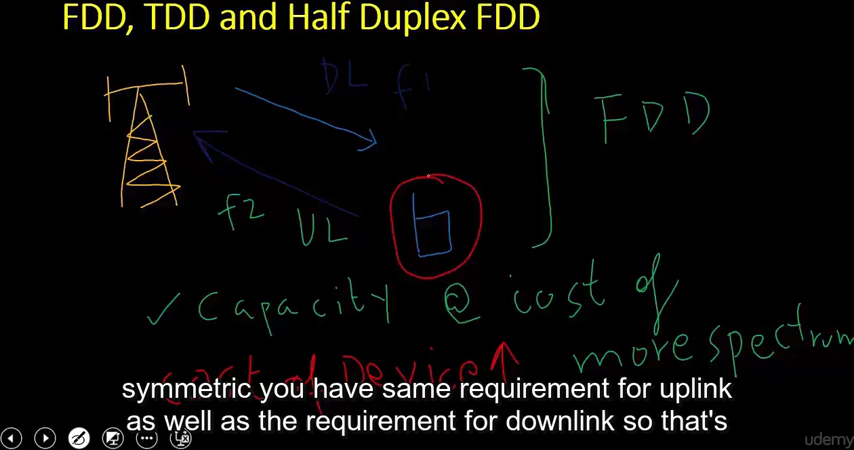 FDD, TDD and Half Duplex FDD
DL f1
FDD
f2 UL
✓ Capacity @ cost of
more spectrum
cost of Device ↑
symmetric you have same requirement for uplink
as well as the requirement for downlink so that's
udemy